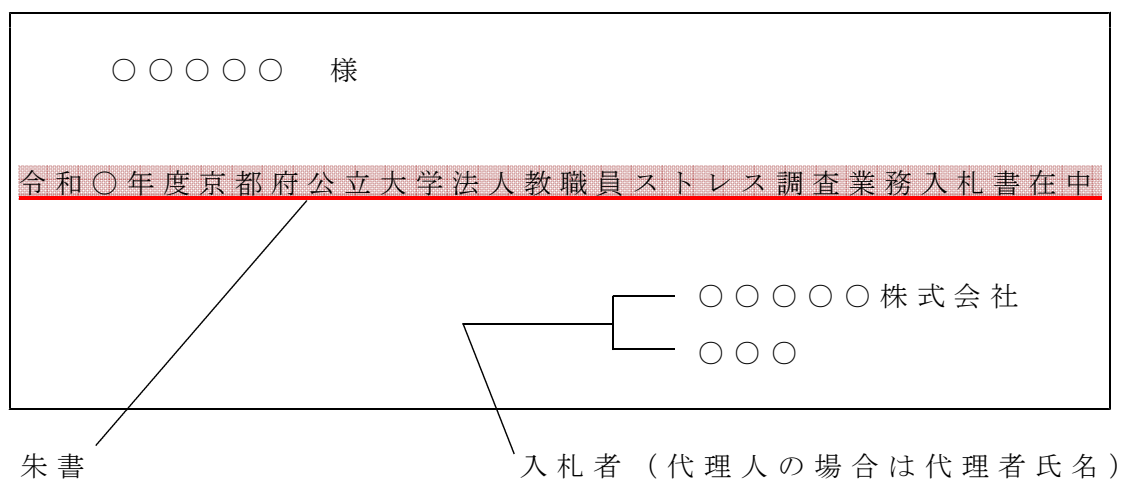 ○○○○○　様
令和○年度京都府公立大学法人教職員ストレス調査業務入札書在中
○○○○○株式会社
○○○
朱書
入札者（代理人の場合は代理者氏名）